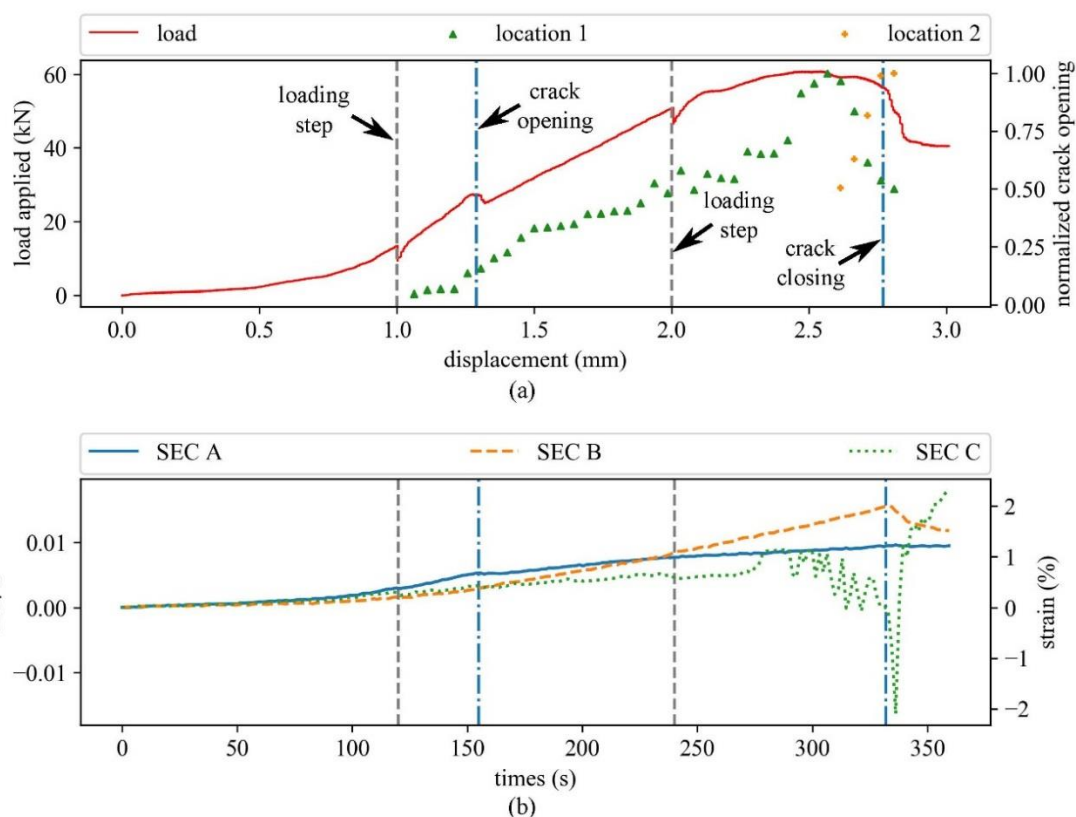 load location 1 location 2
60
40
20
0
load applied (kN)
loading
step
crack
opening
loading
step
crack
closing
1.00
0.75
0.50
0.25
0.00
normalized crack opening
0.0 0.5 1.0 1.5 2.0 2.5 3.0
displacement (mm)
(a)
SEC A SEC B SEC C
0.01
0.00
−0.01
2
1
0
−1
−2
strain (%)
0 50 100 150 200 250 300 350
times (s)
(b)